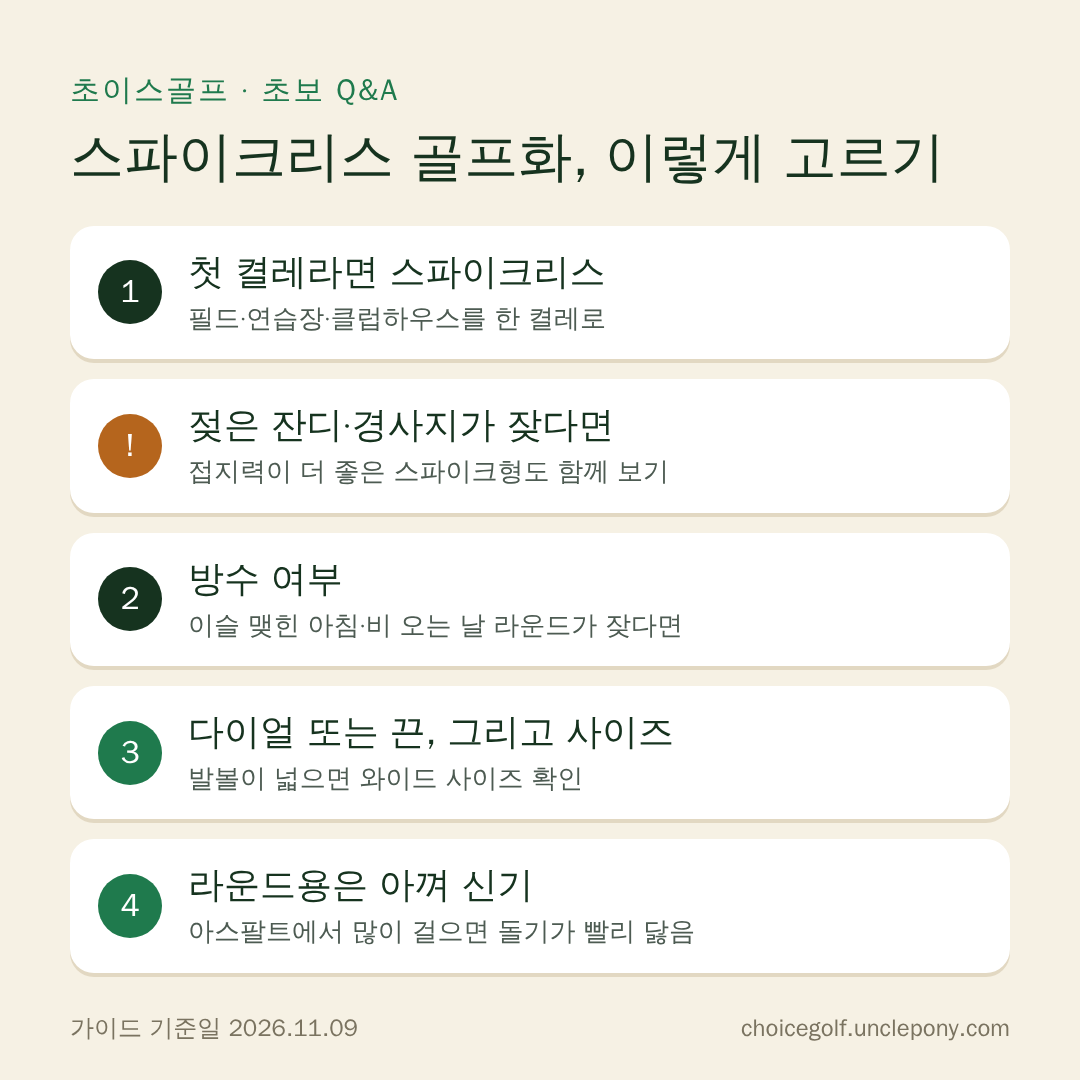 초이스골프 · 초보 Q&A
스파이크리스 골프화, 이렇게 고르기
1
첫 켤레라면 스파이크리스
필드·연습장·클럽하우스를 한 켤레로
!
젖은 잔디·경사지가 잦다면
접지력이 더 좋은 스파이크형도 함께 보기
2
방수 여부
이슬 맺힌 아침·비 오는 날 라운드가 잦다면
3
다이얼 또는 끈, 그리고 사이즈
발볼이 넓으면 와이드 사이즈 확인
4
라운드용은 아껴 신기
아스팔트에서 많이 걸으면 돌기가 빨리 닳음
가이드 기준일 2026.11.09
choicegolf.unclepony.com